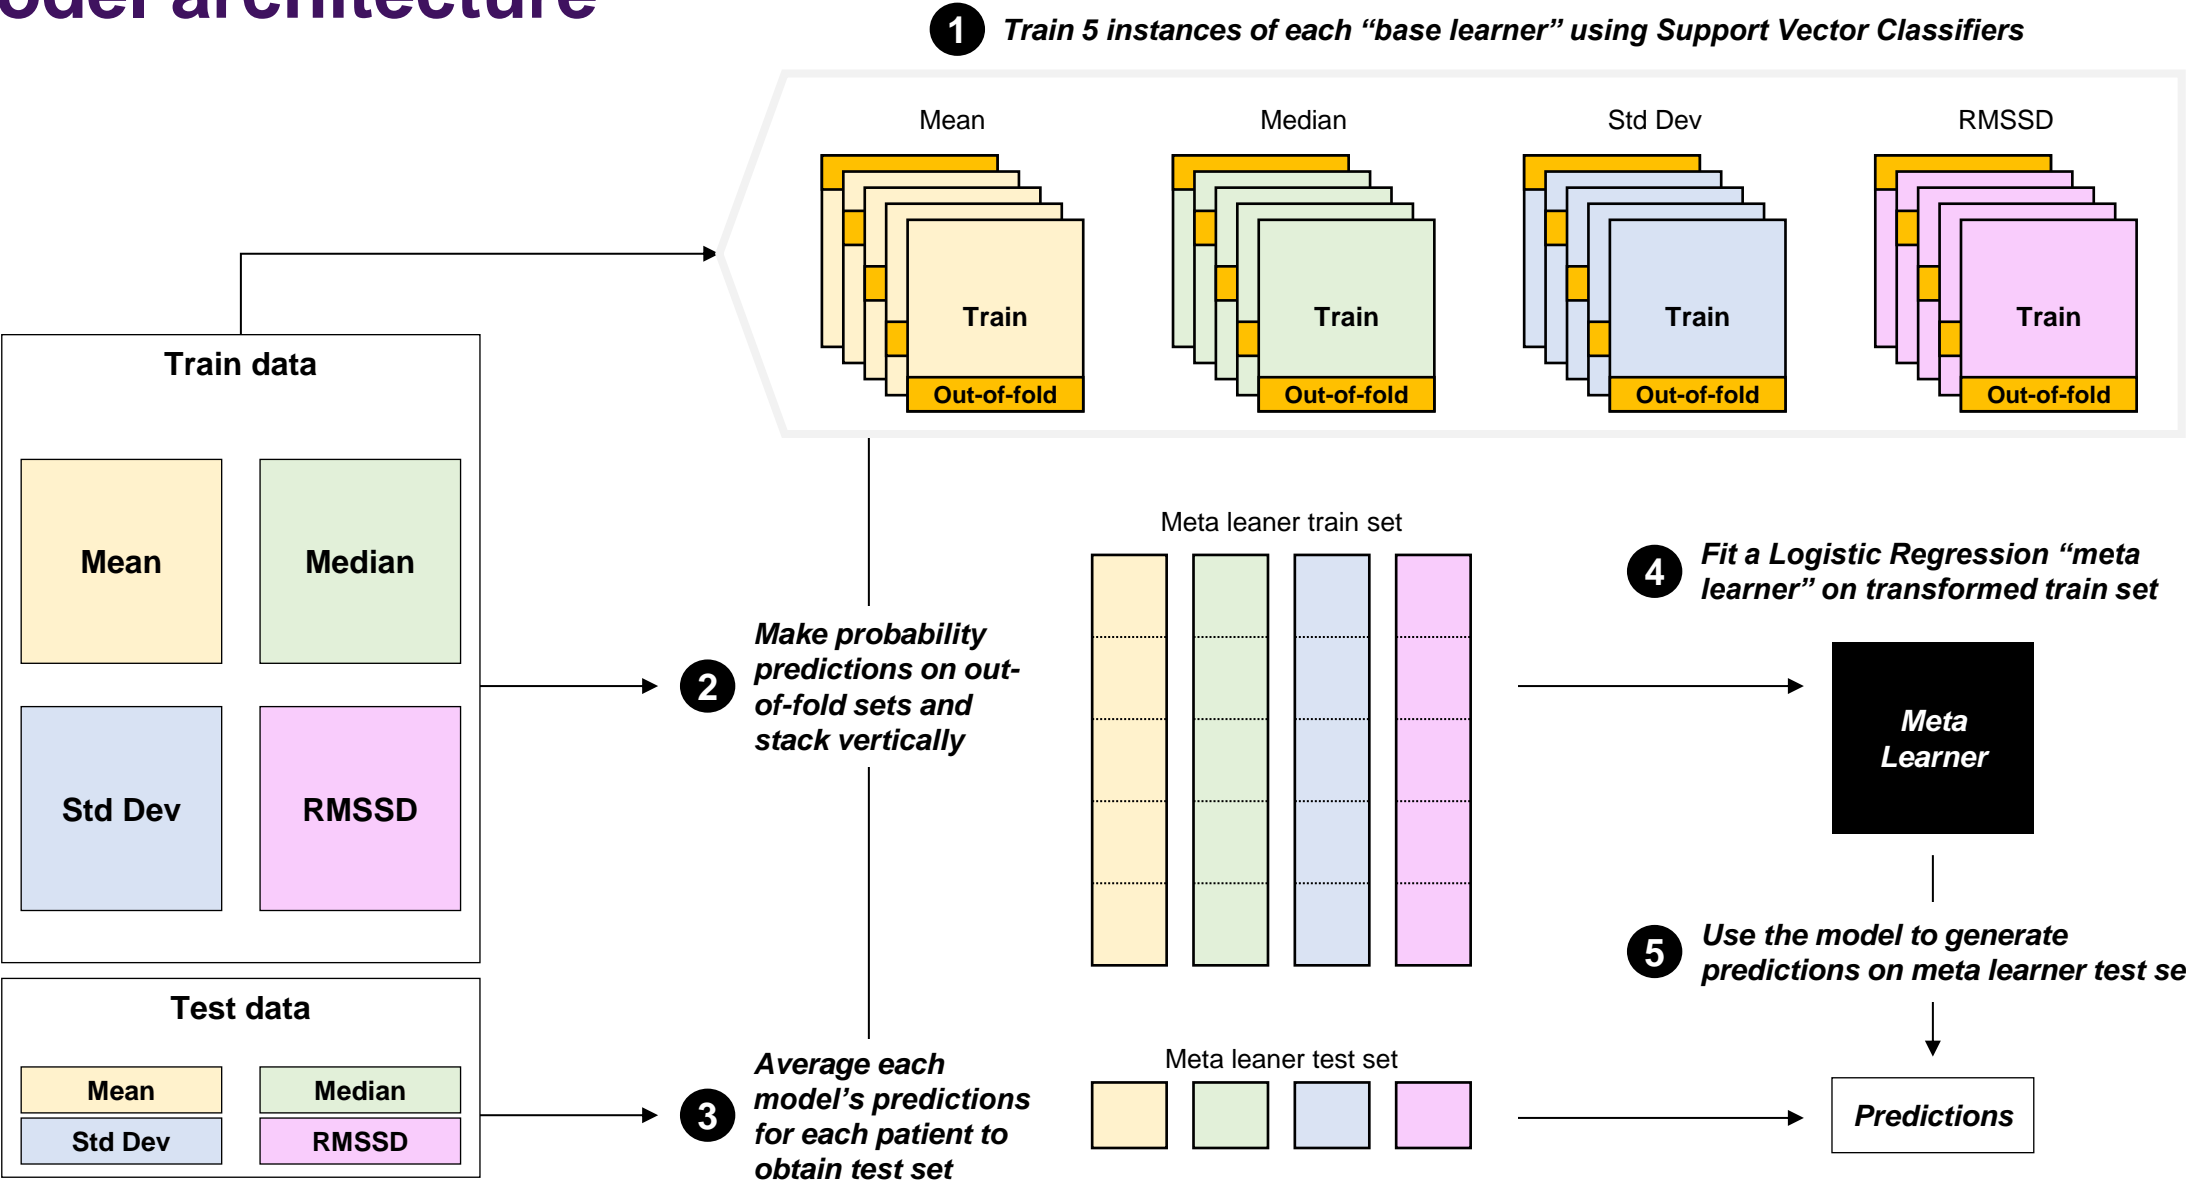 odel architecture
1 Train 5 instances of each “base learner” using Support Vector Classifiers
Mean
Median
Std Dev
RMSSD
Train
Out-of-fold
Train
Out-of-fold
Train
Out-of-fold
Train
Out-of-fold
Train data
Mean
Median
Std Dev
RMSSD
Test data
Mean
Median
Std Dev
RMSSD
2
Make probability
predictions on out-
of-fold sets and
stack vertically
3
Average each
model’s predictions
for each patient to
obtain test set
Meta leaner train set
Meta leaner test set
4
Fit a Logistic Regression “meta
learner” on transformed train set
Meta
Learner
5
Use the model to generate
predictions on meta learner test se
Predictions